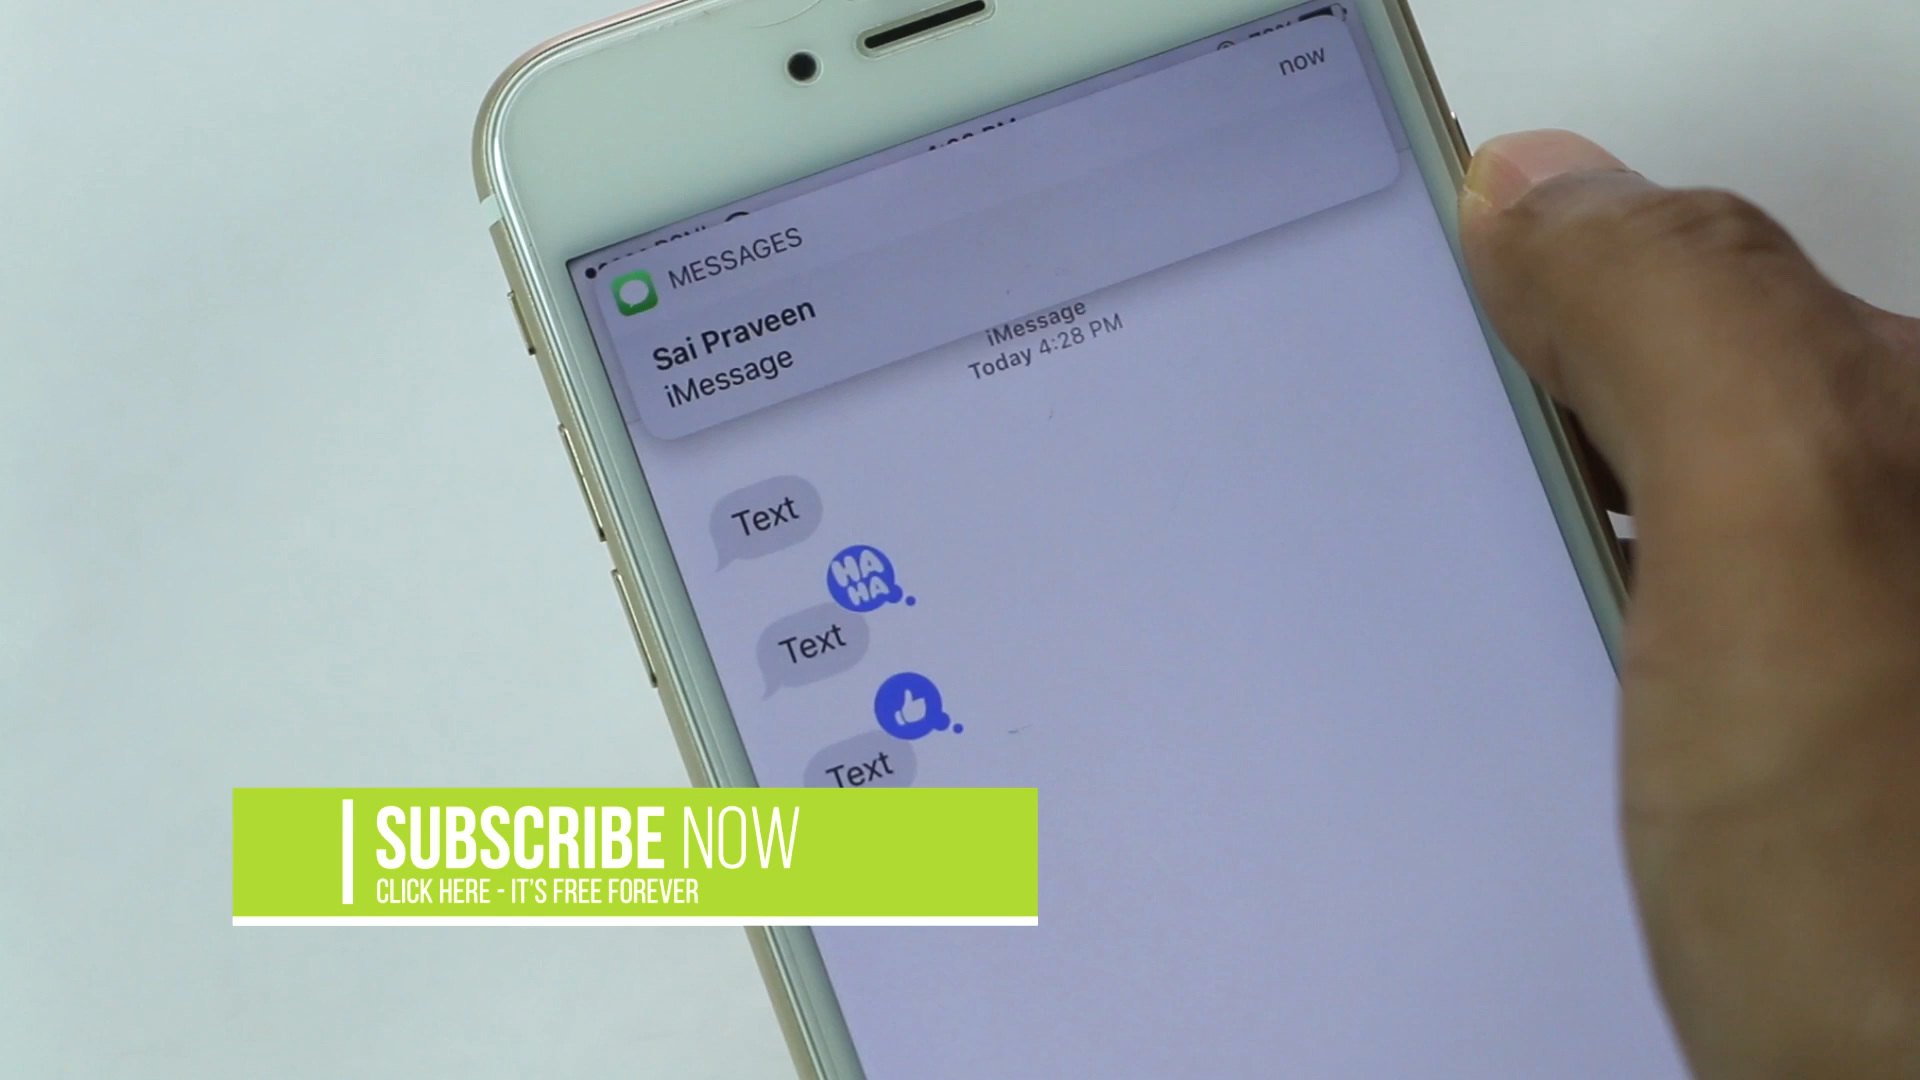 now
MESSAGES
Sai Praveen
iMessage
iMessage
Today 4:28 PM
Text
HA
HA
Text
Text
SUBSCRIBE NOW
CLICK HERE - IT'S FREE FOREVER